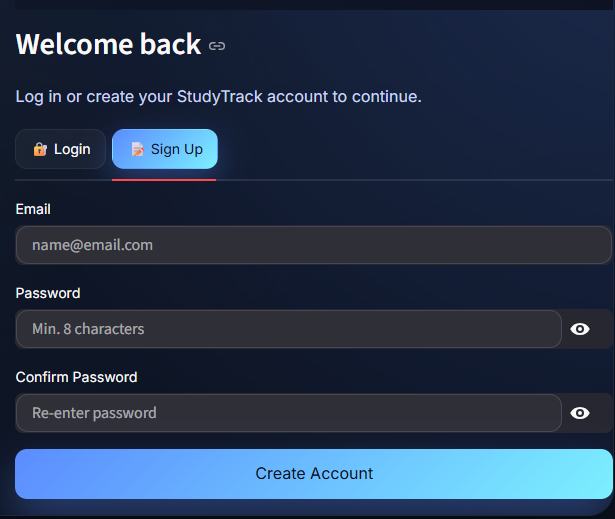 Welcome back
Log in or create your StudyTrack account to continue.
Login
Sign Up
Email
name@email.com
Password
Min. 8 characters
Confirm Password
Re-enter password
Create Account